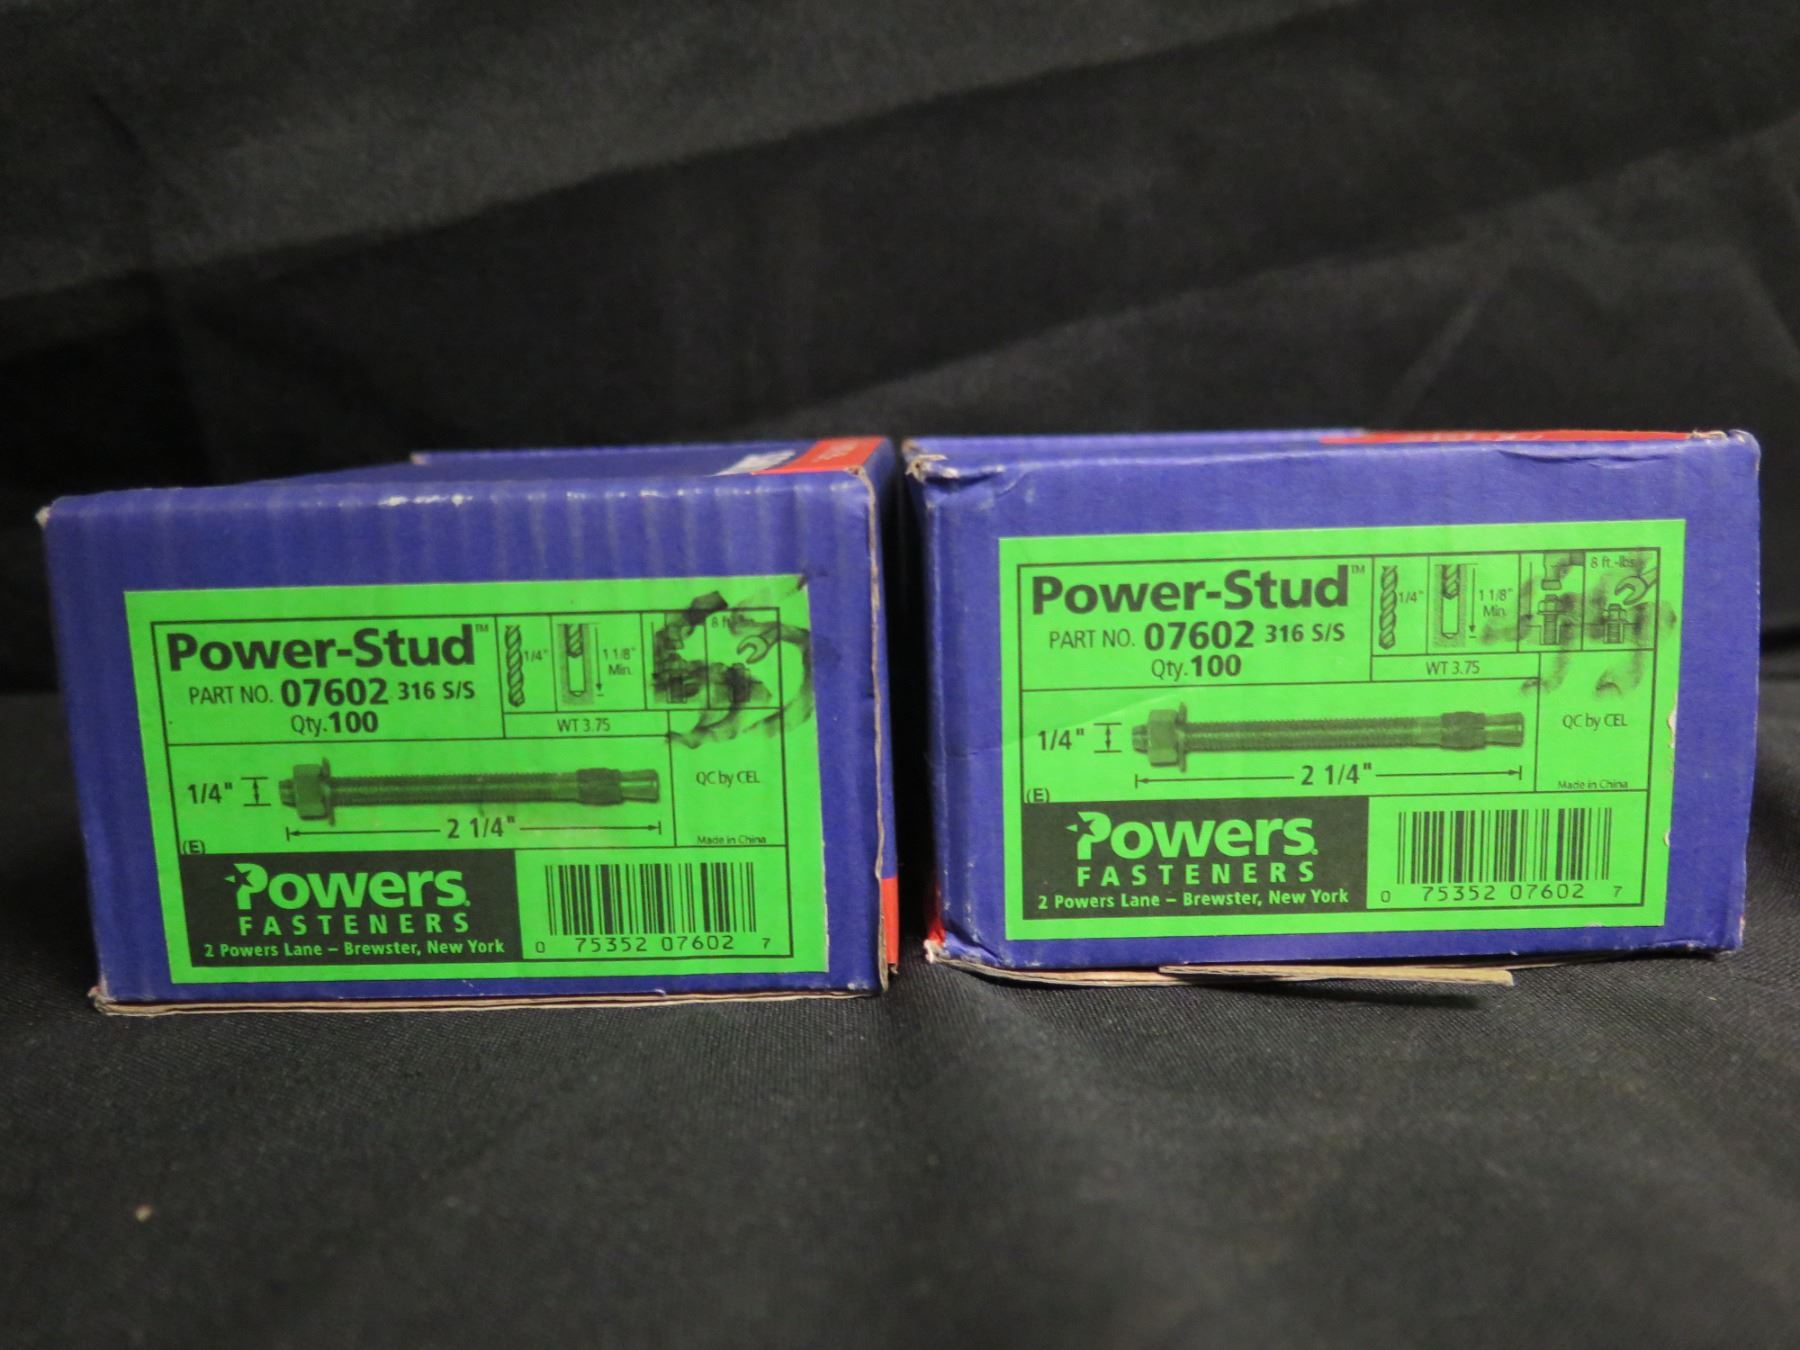 Power-Stud™
PART NO. 07602 316 S/S
Qty. 100
1/4"
1 1/8"
Min.
8 ft.-lbs.
WT 3.75
1/4"
2 1/4"
QC by CEL
(E)
Made in China
Powers
FASTENERS
2 Powers Lane – Brewster, New York
0 75352 07602 7
Power-Stud™
PART NO. 07602 316 S/S
Qty. 100
1/4"
1 1/8"
Min.
8 ft.-lbs.
WT 3.75
1/4"
2 1/4"
QC by CEL
(E)
Made in China
Powers
FASTENERS
2 Powers Lane – Brewster, New York
0 75352 07602 7